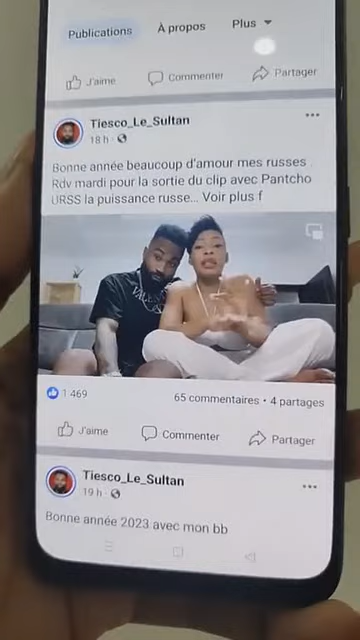 Publications À propos Plus
J'aime Commenter Partager
Tiesco_Le_Sultan
18 h
Bonne année beaucoup d'amour mes russes
Rdv mardi pour la sortie du clip avec Pantcho
URSS la puissance russe... Voir plus f
1 469
65 commentaires • 4 partages
J'aime Commenter Partager
Tiesco_Le_Sultan
19 h
Bonne année 2023 avec mon bb